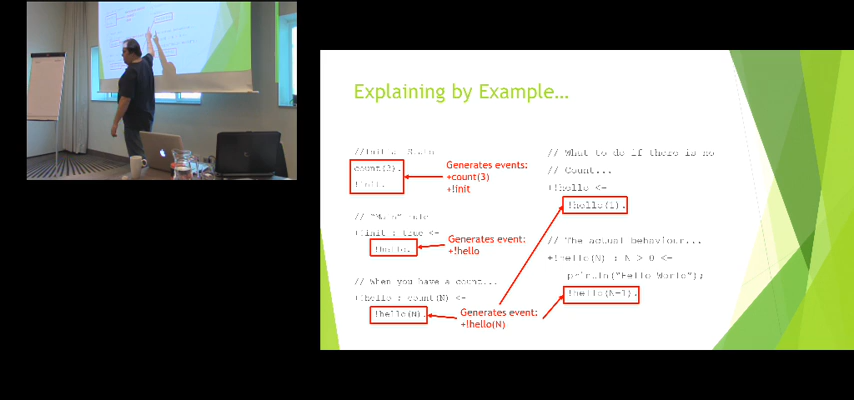 Explaining by Example…
//Init a
count(3).
!init.
Generates events:
+count(3)
+!init
// "Main" rule
+!init : true <=
!hello.
Generates event:
+!hello
// When you have a count...
+!hello : count(N) <=
!hello(N).
Generates event:
+!hello(N)
// What to do if there is no
// Count...
+!hello <=
!hello(1).
// The actual behaviour...
+!hello(N) : N > 0 <=
println("Hello World");
!hello(N-1).